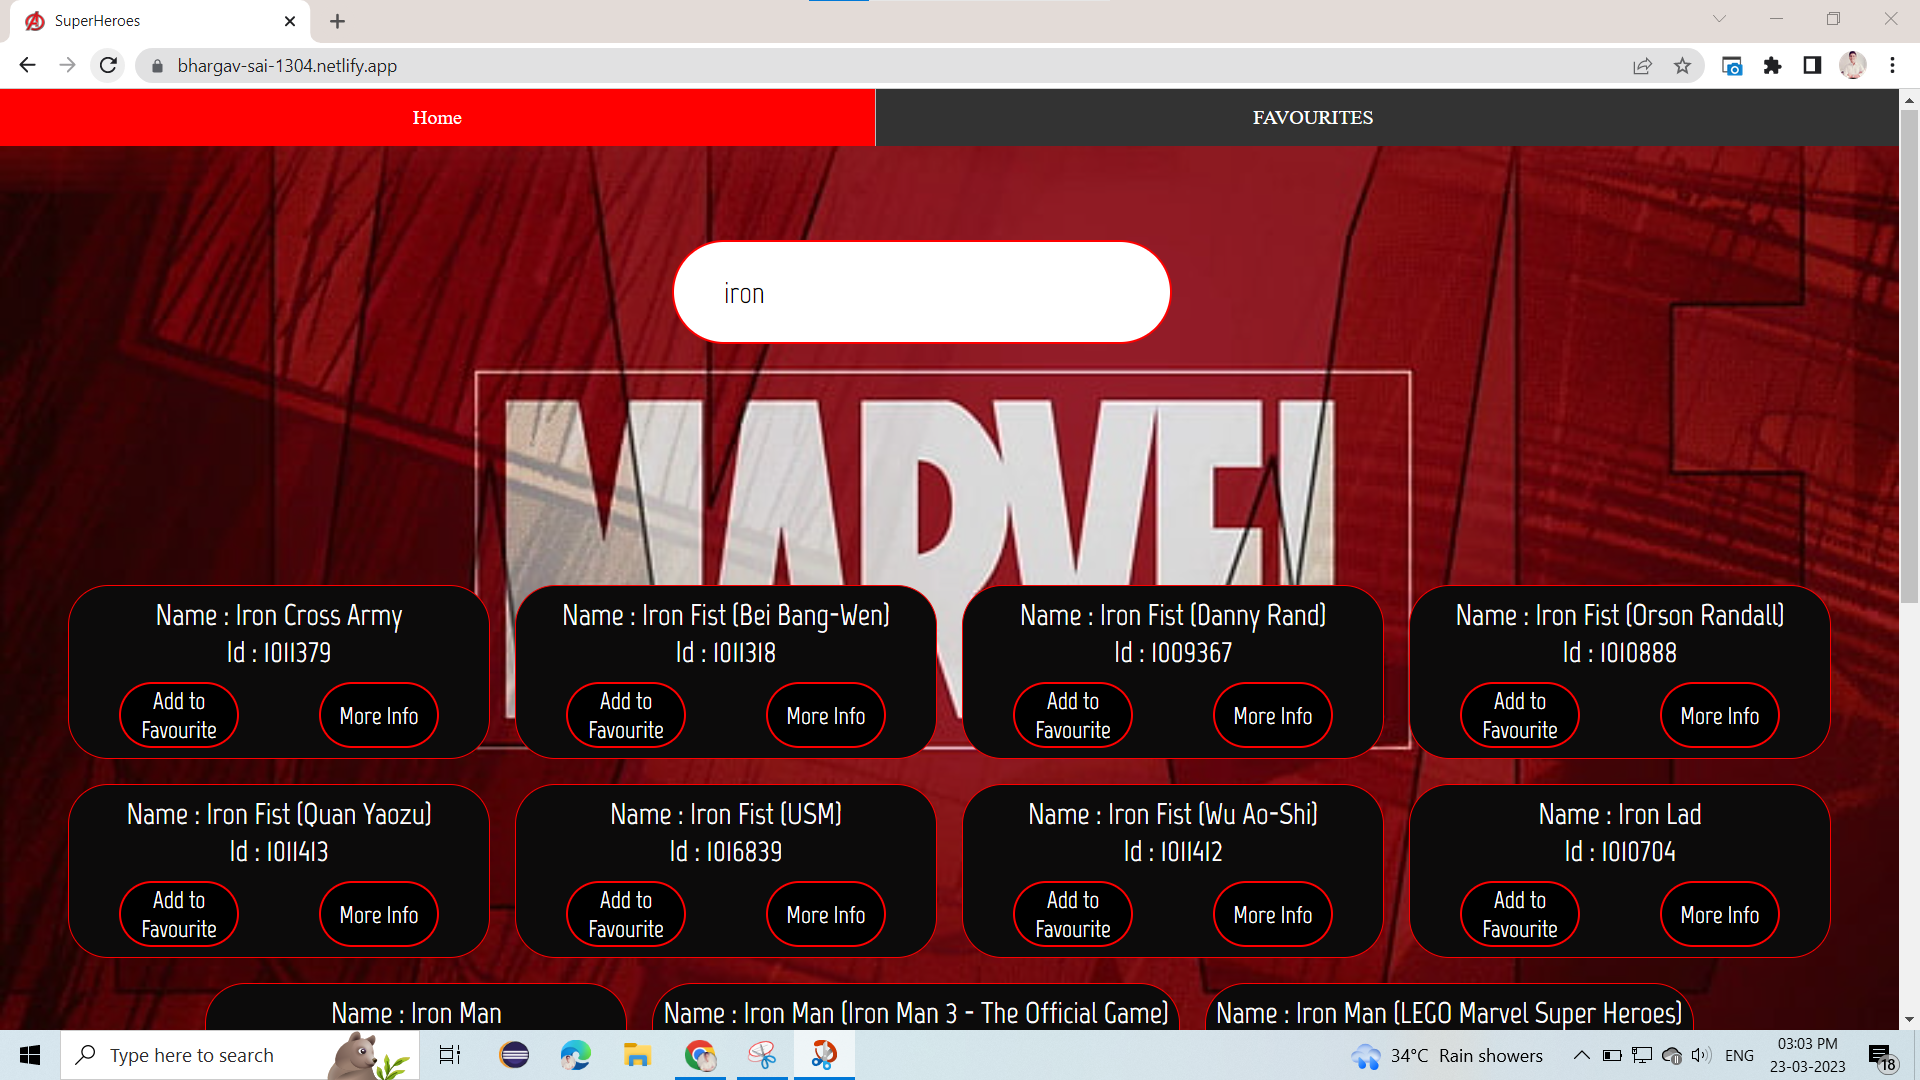 SuperHeroes
bhargav-sai-1304.netlify.app
Home
FAVOURITES
iron
MARVEL
Name : Iron Cross Army
Id : 1011379
Add to
Favourite
More Info
Name : Iron Fist (Bei Bang-Wen)
Id : 1011318
Add to
Favourite
More Info
Name : Iron Fist (Danny Rand)
Id : 1009367
Add to
Favourite
More Info
Name : Iron Fist (Orson Randall)
Id : 1010888
Add to
Favourite
More Info
Name : Iron Fist (Quan Yaozu)
Id : 1011413
Add to
Favourite
More Info
Name : Iron Fist (USM)
Id : 1016839
Add to
Favourite
More Info
Name : Iron Fist (Wu Ao-Shi)
Id : 1011412
Add to
Favourite
More Info
Name : Iron Lad
Id : 1010704
Add to
Favourite
More Info
Name : Iron Man
Name : Iron Man (Iron Man 3 - The Official Game)
Name : Iron Man (LEGO Marvel Super Heroes)
Type here to search
34°C Rain showers
ENG
03:03 PM
23-03-2023
18